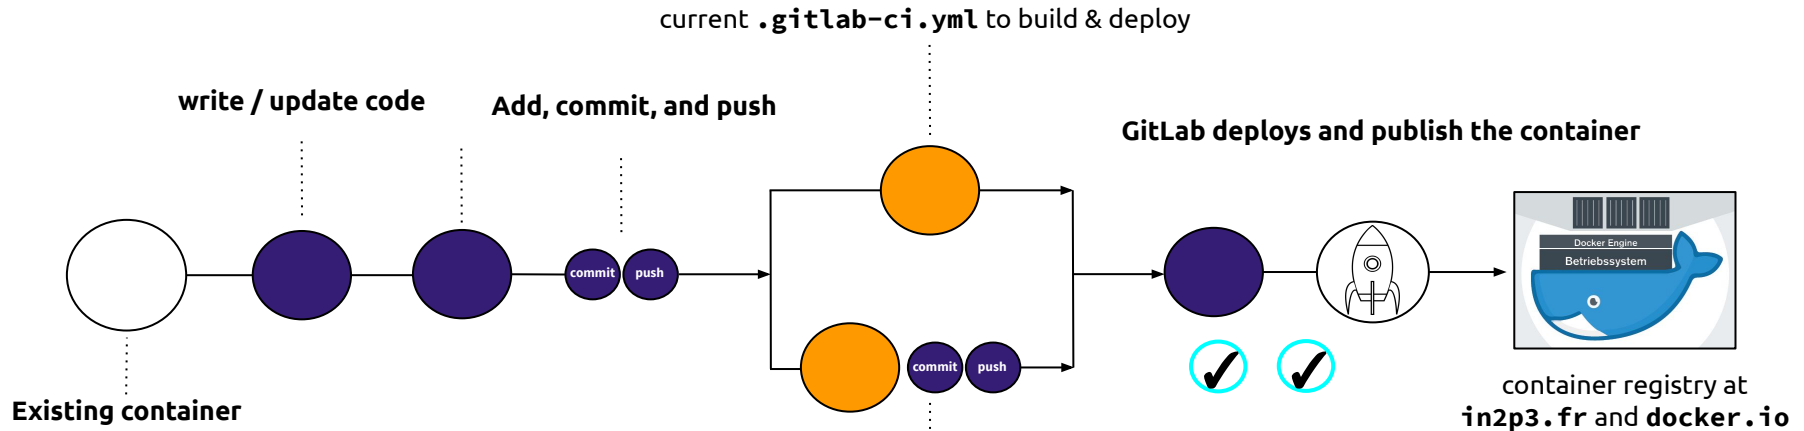 current .gitlab-ci.yml to build & deploy
write / update code
Add, commit, and push
GitLab deploys and publish the container
commit
push
Docker Engine
Betriebssystem
commit
push
Existing container
container registry at
in2p3.fr and docker.io